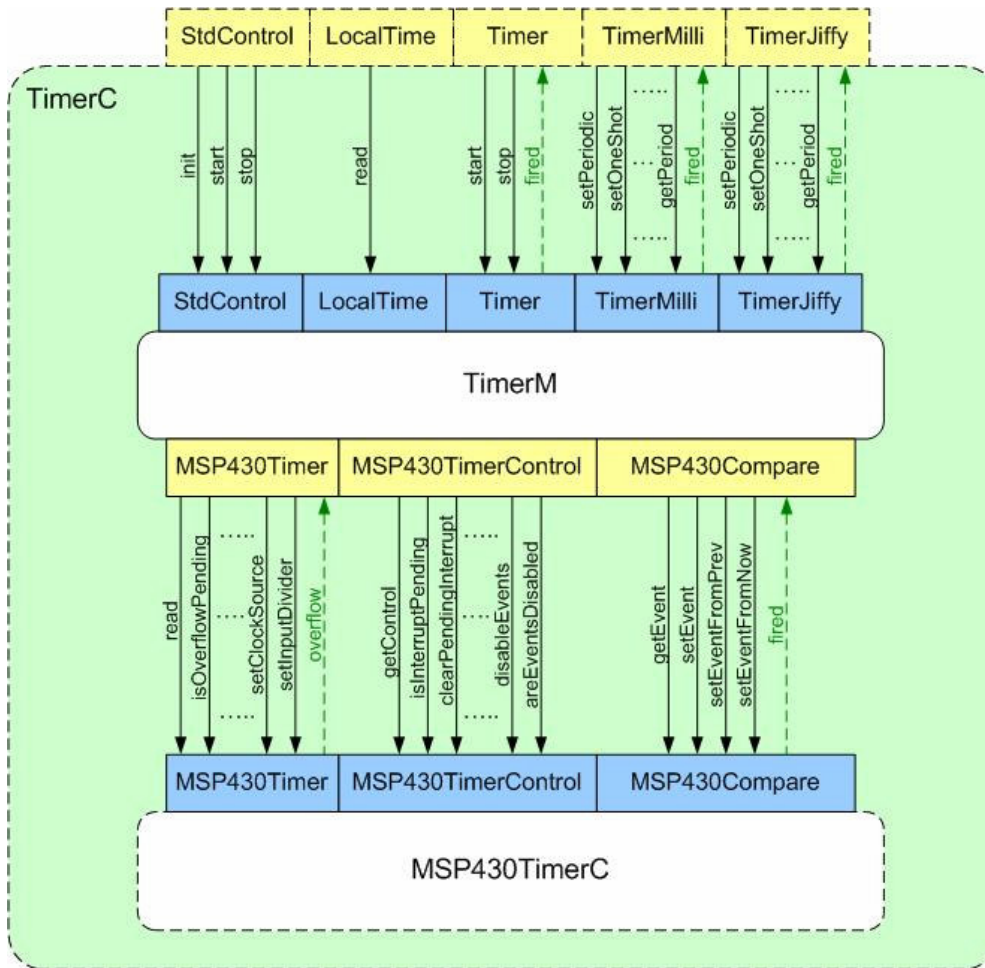 StdControl LocalTime Timer TimerMilli TimerJiffy
TimerC
init
start
stop
read
start
stop
fired
setPeriodic
setOneShot
.....
...
.....
getPeriod
fired
setPeriodic
setOneShot
.....
...
.....
getPeriod
fired
StdControl LocalTime Timer TimerMilli TimerJiffy
TimerM
MSP430Timer MSP430TimerControl MSP430Compare
read
isOverflowPending
.....
...
.....
setClockSource
setInputDivider
overflow
getControl
isInterruptPending
clearPendingInterrupt
.....
...
.....
disableEvents
areEventsDisabled
getEvent
setEvent
setEventFromPrev
setEventFromNow
fired
MSP430Timer MSP430TimerControl MSP430Compare
MSP430TimerC